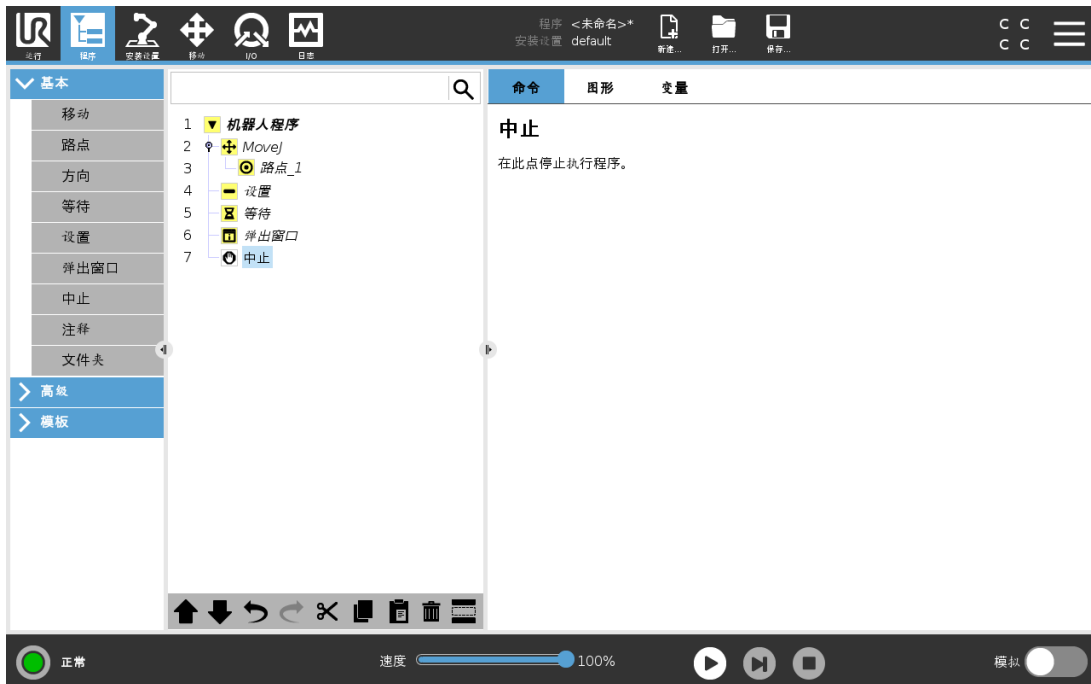 程序 <未命名>*
安装设置 default
运行 程序 安装设置 移动 I/O 日志 新建... 打开... 保存...
C C
C C
基本
移动
路点
方向
等待
设置
弹出窗口
中止
注释
文件夹
高级
模板
1 机器人程序
2 MoveJ
3 路点_1
4 设置
5 等待
6 弹出窗口
7 中止
命令 图形 变量
中止
在此点停止执行程序。
正常 速度 100% 模拟